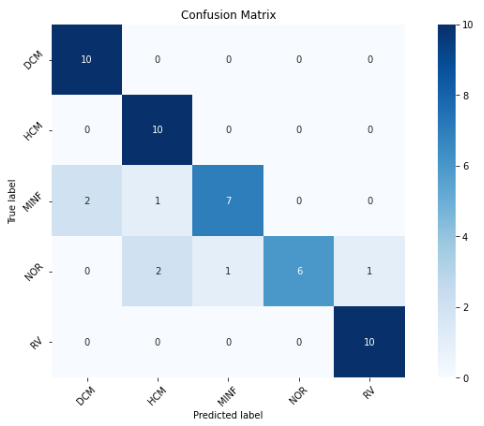 Confusion Matrix
DCM 10 0 0 0 0
HCM 0 10 0 0 0
MINF 2 1 7 0 0
NOR 0 2 1 6 1
RV 0 0 0 0 10
DCM HCM MINF NOR RV
Predicted label
True label
10
8
6
4
2
0